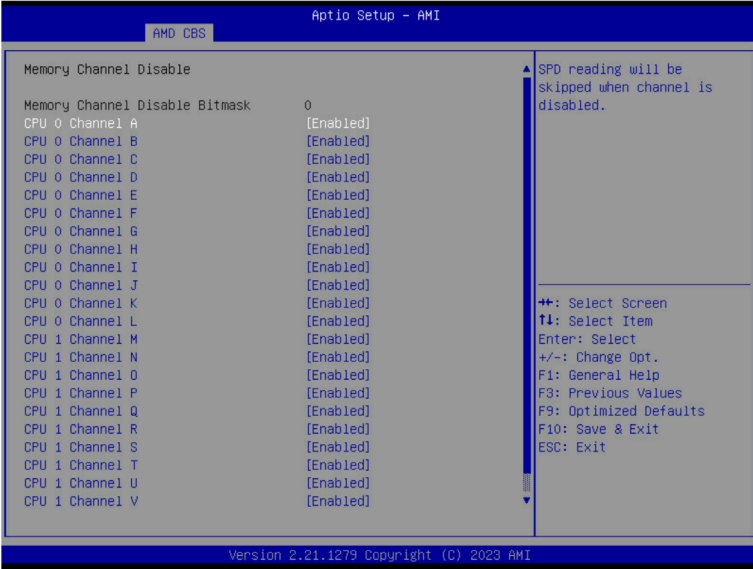 Aptio Setup – AMI
AMD CBS
Memory Channel Disable
Memory Channel Disable Bitmask 0
CPU 0 Channel A [Enabled]
CPU 0 Channel B [Enabled]
CPU 0 Channel C [Enabled]
CPU 0 Channel D [Enabled]
CPU 0 Channel E [Enabled]
CPU 0 Channel F [Enabled]
CPU 0 Channel G [Enabled]
CPU 0 Channel H [Enabled]
CPU 0 Channel I [Enabled]
CPU 0 Channel J [Enabled]
CPU 0 Channel K [Enabled]
CPU 0 Channel L [Enabled]
CPU 1 Channel M [Enabled]
CPU 1 Channel N [Enabled]
CPU 1 Channel O [Enabled]
CPU 1 Channel P [Enabled]
CPU 1 Channel Q [Enabled]
CPU 1 Channel R [Enabled]
CPU 1 Channel S [Enabled]
CPU 1 Channel T [Enabled]
CPU 1 Channel U [Enabled]
CPU 1 Channel V [Enabled]
SPD reading will be
skipped when channel is
disabled.
→←: Select Screen
↑↓: Select Item
Enter: Select
+/-: Change Opt.
F1: General Help
F3: Previous Values
F9: Optimized Defaults
F10: Save & Exit
ESC: Exit
Version 2.21.1279 Copyright (C) 2023 AMI